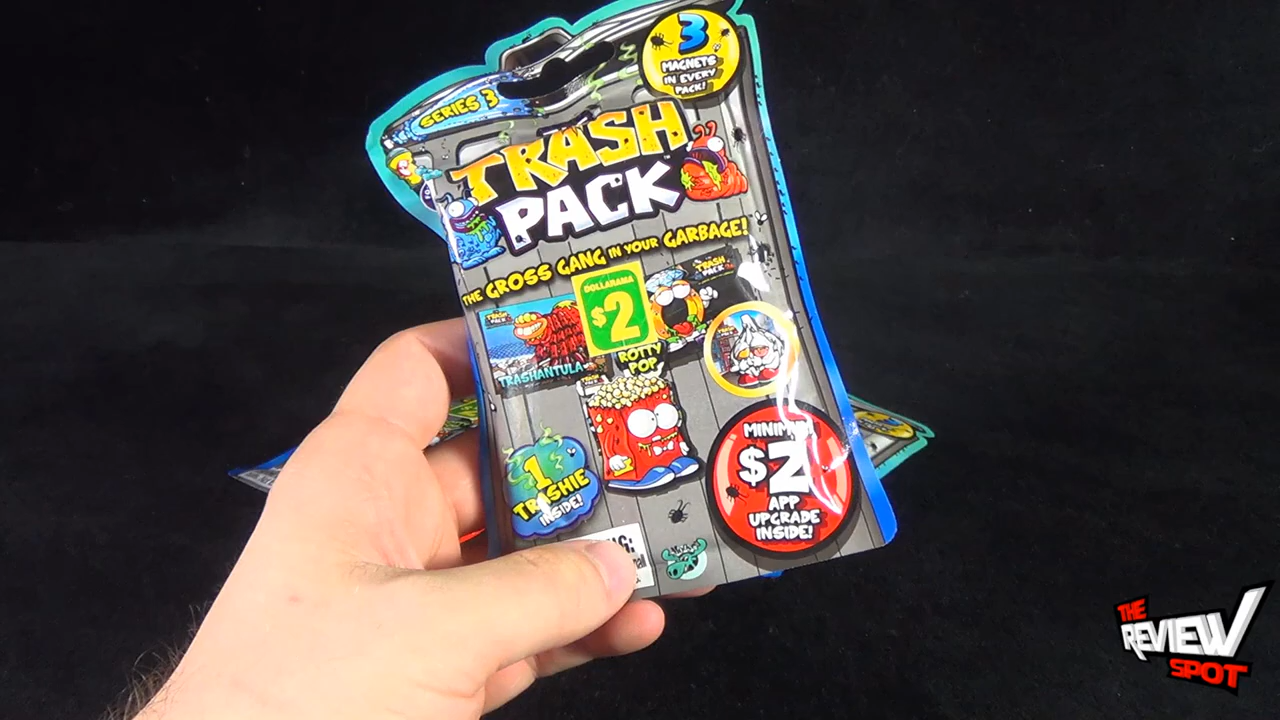 3
MAGNETS
IN EVERY
PACK!
SERIES 3
TRASH
PACK
THE GROSS GANG IN YOUR GARBAGE!
DOLLARAMA
$2
TRASH
PACK
TRASHANTULA
ROTTY
POP
MINIMUM
$2
APP
UPGRADE
INSIDE!
1
TRASHIE
INSIDE!
THE
REVIEW
SPOT